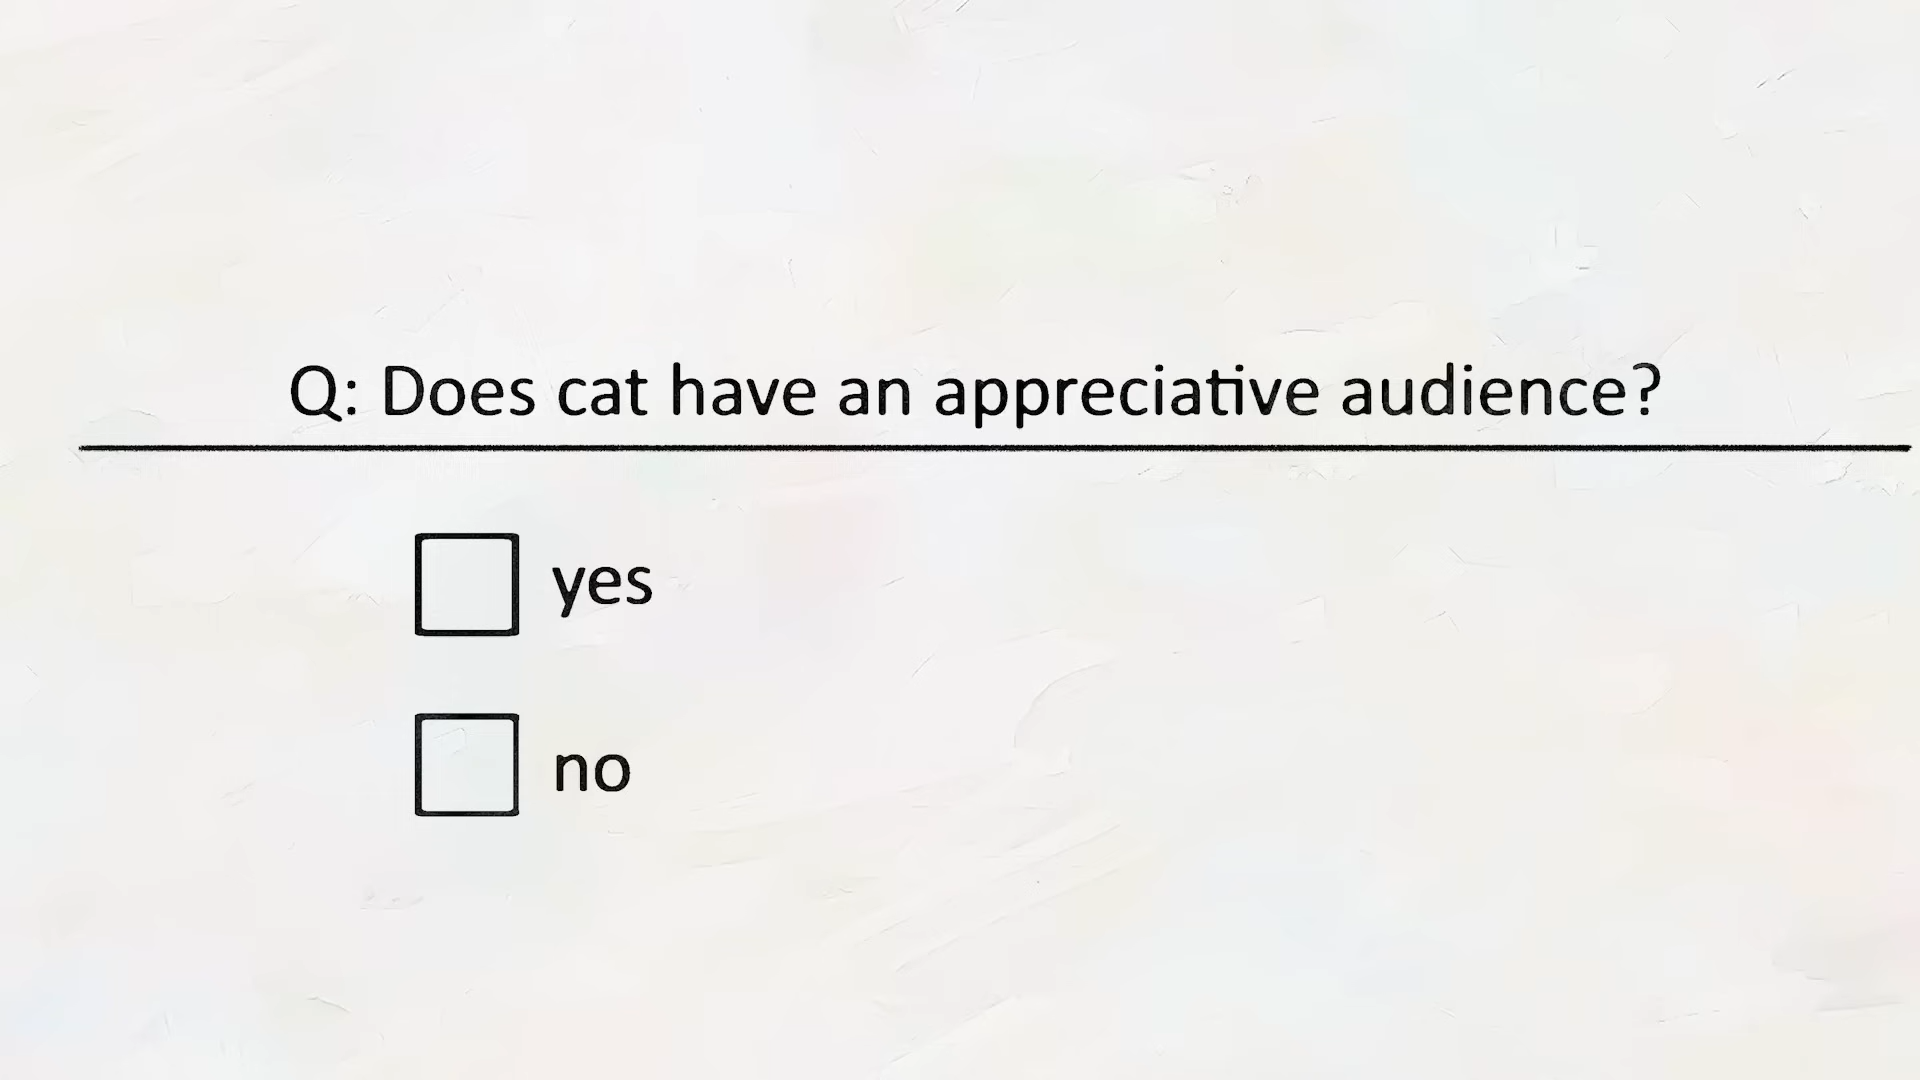 Q: Does cat have an appreciative audience?
yes
no